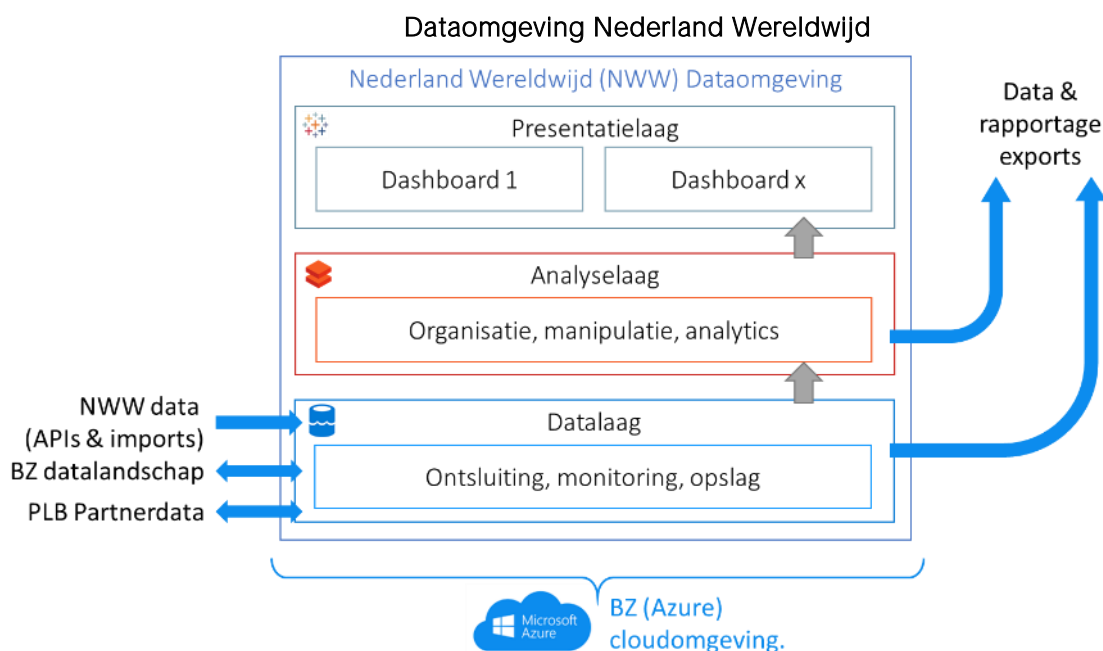 Dataomgeving Nederland Wereldwijd
Nederland Wereldwijd (NWW) Dataomgeving
Presentatielaag
Dashboard 1
Dashboard x
Data &
rapportage
exports
Analyselaag
Organisatie, manipulatie, analytics
NWW data
(APIs & imports)
BZ datalandschap
PLB Partnerdata
Datalaag
Ontsluiting, monitoring, opslag
Microsoft
Azure
BZ (Azure)
cloudomgeving.